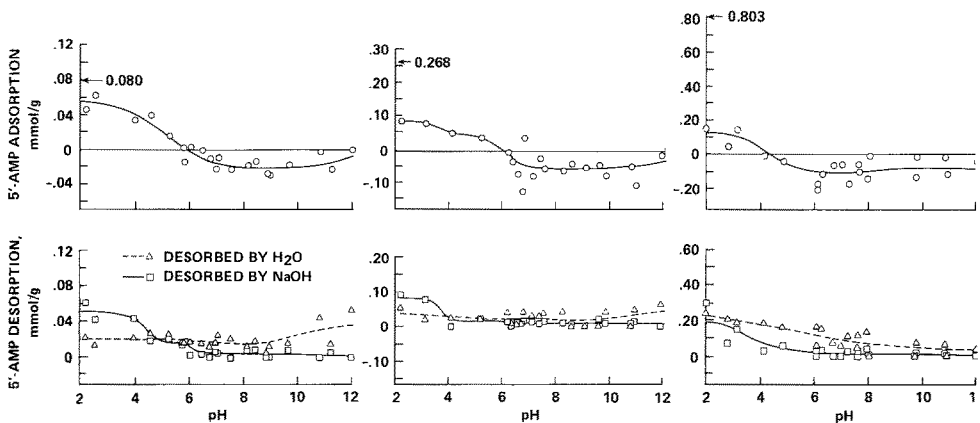 .12
.08
0.080
.04
0
-.04
5'-AMP ADSORPTION
mmol/g
.30
.20
0.268
.10
0
-.10
.80
0.803
.60
.40
.20
0
-.20
.12
.08
.04
0
5'-AMP DESORPTION,
mmol/g
DESORBED BY H2O
DESORBED BY NaOH
2 4 6 8 10 12
pH
.20
.10
0
-.10
2 4 6 8 10 12
pH
.60
.40
.20
0
2 4 6 8 10 1
pH